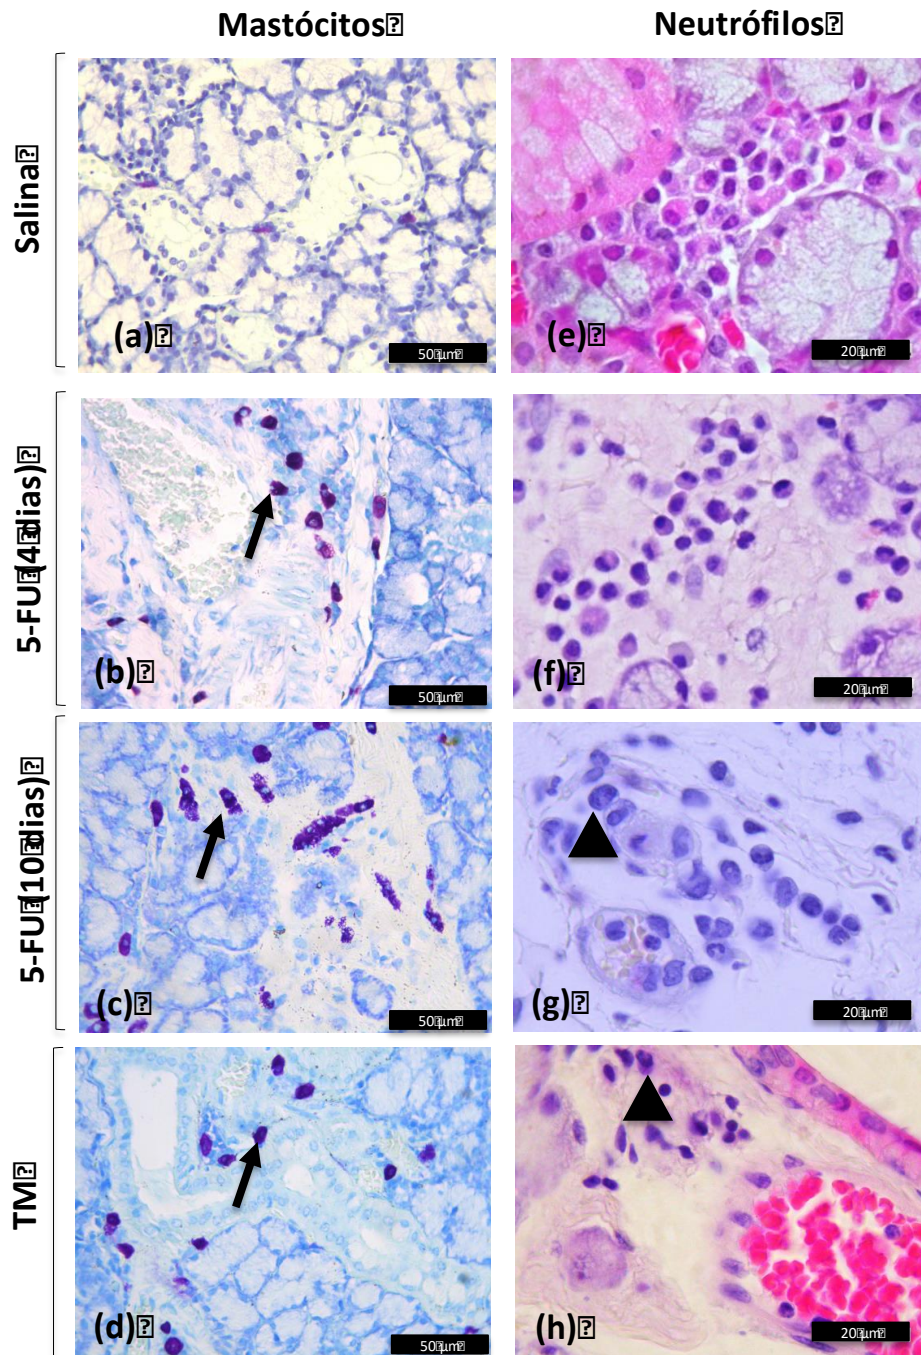 Mastócitos
Neutrófilos
Salina
(a)
50 µm
(e)
20 µm
5-FU (4 dias)
(b)
50 µm
(f)
20 µm
5-FU (10 dias)
(c)
50 µm
(g)
20 µm
TM
(d)
50 µm
(h)
20 µm